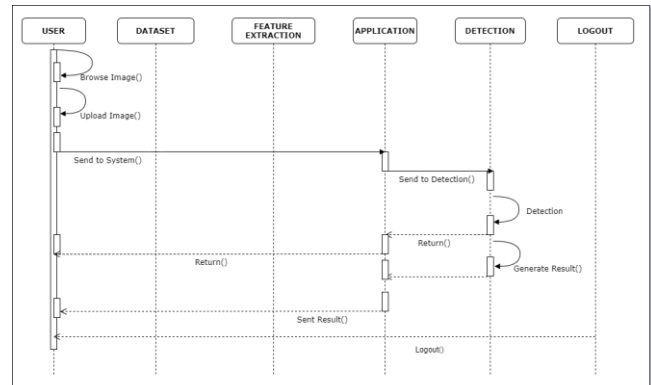 USER
DATASET
FEATURE
EXTRACTION
APPLICATION
DETECTION
LOGOUT
Browse Image()
Upload Image()
Send to System()
Send to Detection()
Detection
Return()
Return()
Generate Result()
Sent Result()
Logout()